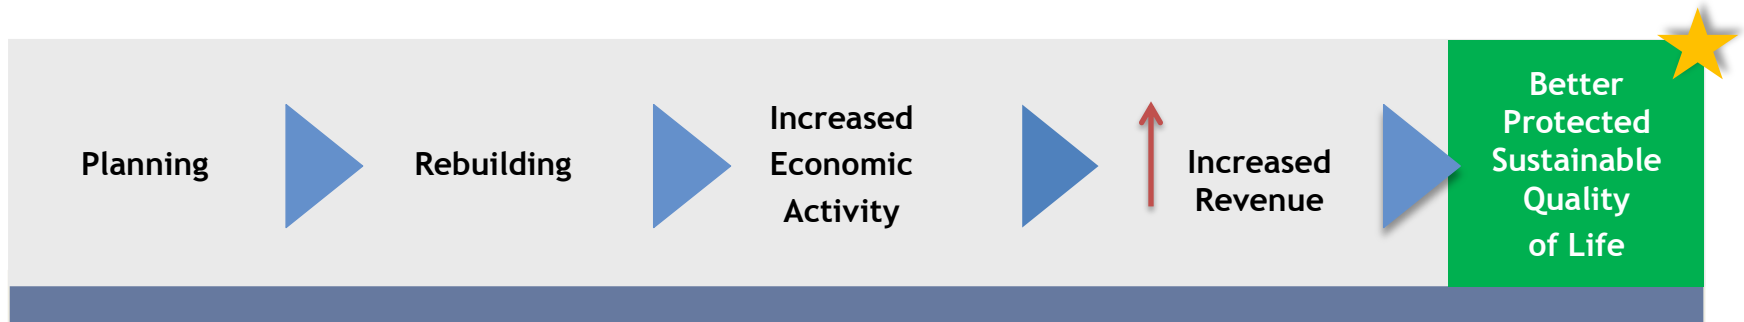 Planning
Rebuilding
Increased
Economic
Activity
Increased
Revenue
Better
Protected
Sustainable
Quality
of Life